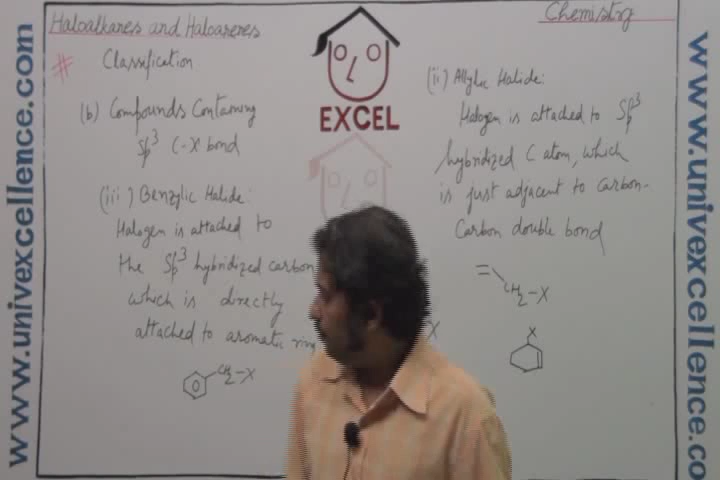 Haloalkanes and Haloarenes
Chemistry
# Classification
(b) Compounds Containing
Sp3 C-X bond
(iii) Benzylic Halide:
Halogen is attached to
the Sp3 hybridized carbon
which is directly
attached to aromatic ring
CH2-X
EXCEL
(ii) Allylic Halide:
Halogen is attached to Sp3
hybridized C atom, which
is just adjacent to Carbon-
Carbon double bond
CH2-X
X
X
www.univexcellence.com
www.univexcellence.com